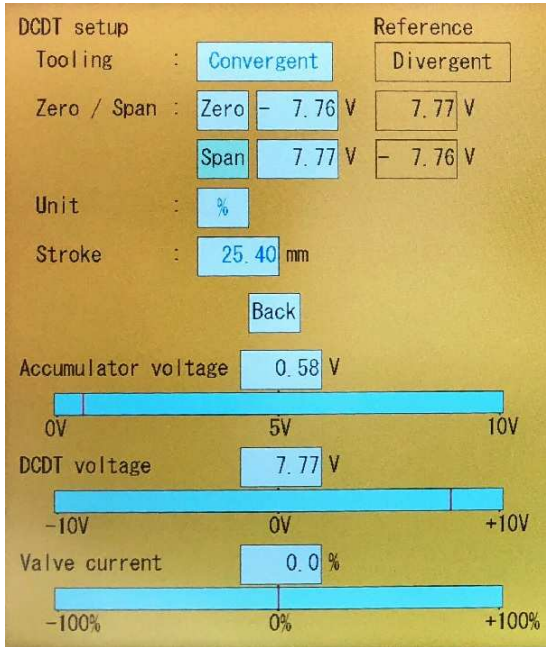 DCDT setup Reference
Tooling : Convergent Divergent
Zero / Span : Zero - 7.76 V 7.77 V
Span 7.77 V - 7.76 V
Unit : %
Stroke : 25.40 mm
Back
Accumulator voltage 0.58 V
0V 5V 10V
DCDT voltage 7.77 V
-10V 0V +10V
Valve current 0.0 %
-100% 0% +100%